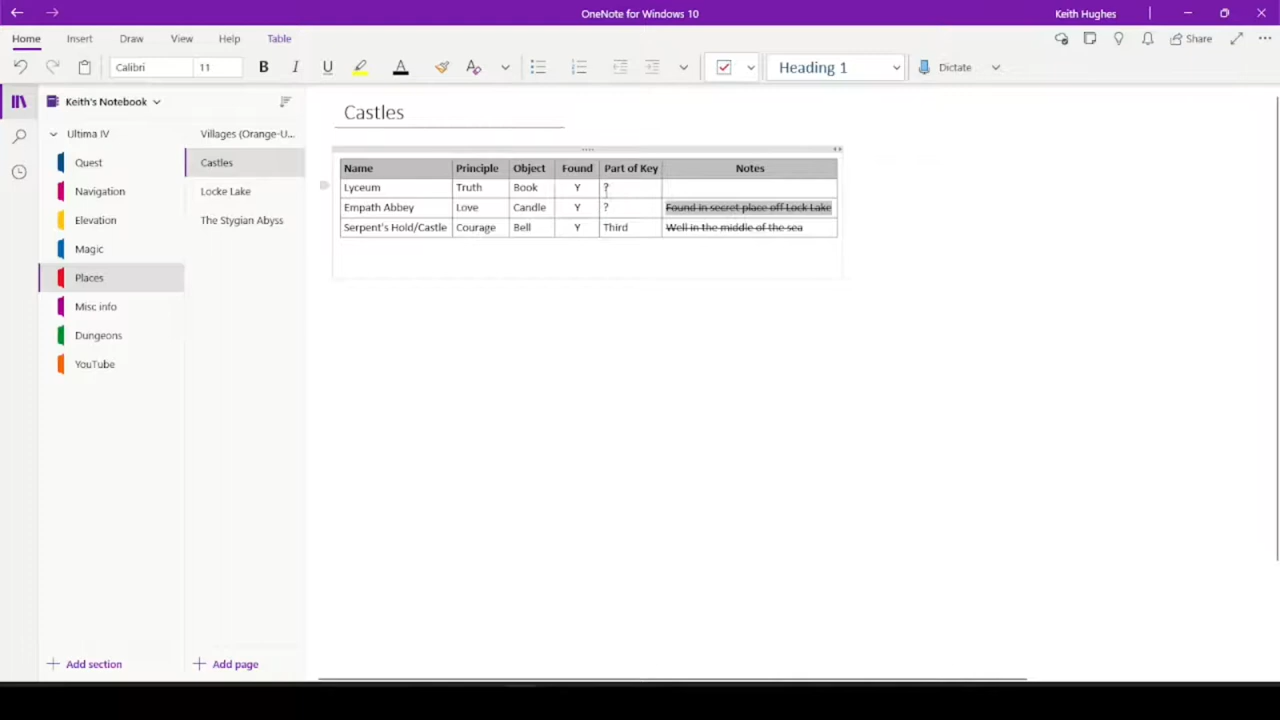 OneNote for Windows 10
Keith Hughes
Home Insert Draw View Help Table
Share
Calibri 11 B I U A Heading 1 Dictate
Keith's Notebook
Ultima IV
Quest
Navigation
Elevation
Magic
Places
Misc info
Dungeons
YouTube
Add section
Villages (Orange-U...
Castles
Locke Lake
The Stygian Abyss
Add page
Castles
Name Principle Object Found Part of Key Notes
Lyceum Truth Book Y ?
Empath Abbey Love Candle Y ? Found in secret place off Lock Lake
Serpent's Hold/Castle Courage Bell Y Third Well in the middle of the sea